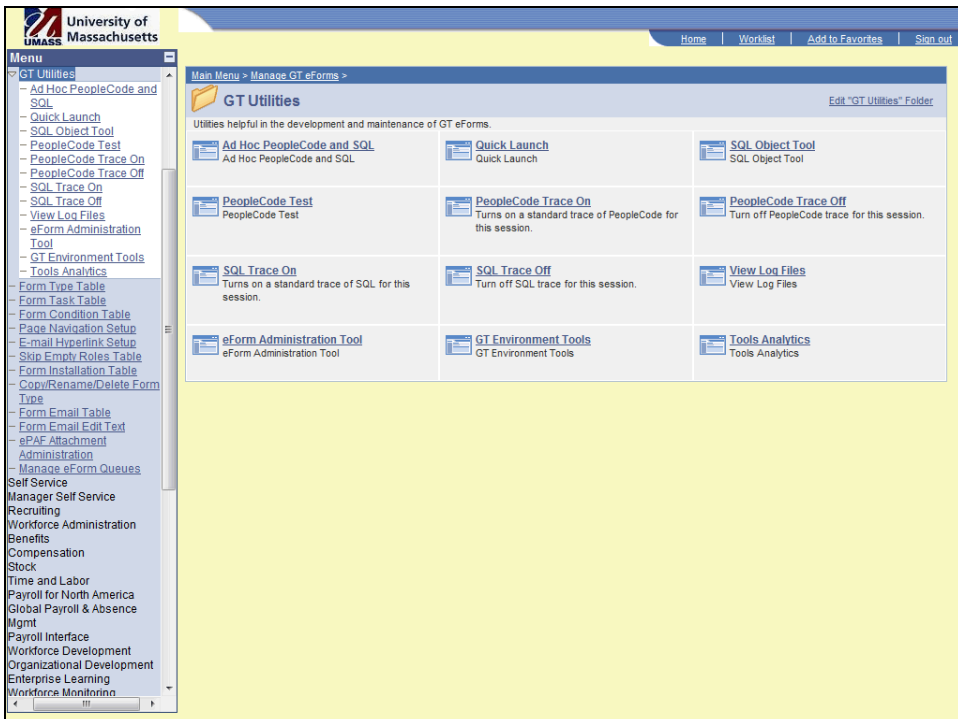 University of
Massachusetts
UMASS
Home | Worklist | Add to Favorites | Sign out
Menu
GT Utilities
– Ad Hoc PeopleCode and
SQL
– Quick Launch
– SQL Object Tool
– PeopleCode Test
– PeopleCode Trace On
– PeopleCode Trace Off
– SQL Trace On
– SQL Trace Off
– View Log Files
– eForm Administration
Tool
– GT Environment Tools
– Tools Analytics
– Form Type Table
– Form Task Table
– Form Condition Table
– Page Navigation Setup
– E-mail Hyperlink Setup
– Skip Empty Roles Table
– Form Installation Table
– Copy/Rename/Delete Form
Type
– Form Email Table
– Form Email Edit Text
– ePAF Attachment
Administration
– Manage eForm Queues
Self Service
Manager Self Service
Recruiting
Workforce Administration
Benefits
Compensation
Stock
Time and Labor
Payroll for North America
Global Payroll & Absence
Mgmt
Payroll Interface
Workforce Development
Organizational Development
Enterprise Learning
Workforce Monitoring
Main Menu > Manage GT eForms >
GT Utilities
Edit "GT Utilities" Folder
Utilities helpful in the development and maintenance of GT eForms.
Ad Hoc PeopleCode and SQL
Ad Hoc PeopleCode and SQL
Quick Launch
Quick Launch
SQL Object Tool
SQL Object Tool
PeopleCode Test
PeopleCode Test
PeopleCode Trace On
Turns on a standard trace of PeopleCode for
this session.
PeopleCode Trace Off
Turn off PeopleCode trace for this session.
SQL Trace On
Turns on a standard trace of SQL for this
session.
SQL Trace Off
Turn off SQL trace for this session.
View Log Files
View Log Files
eForm Administration Tool
eForm Administration Tool
GT Environment Tools
GT Environment Tools
Tools Analytics
Tools Analytics